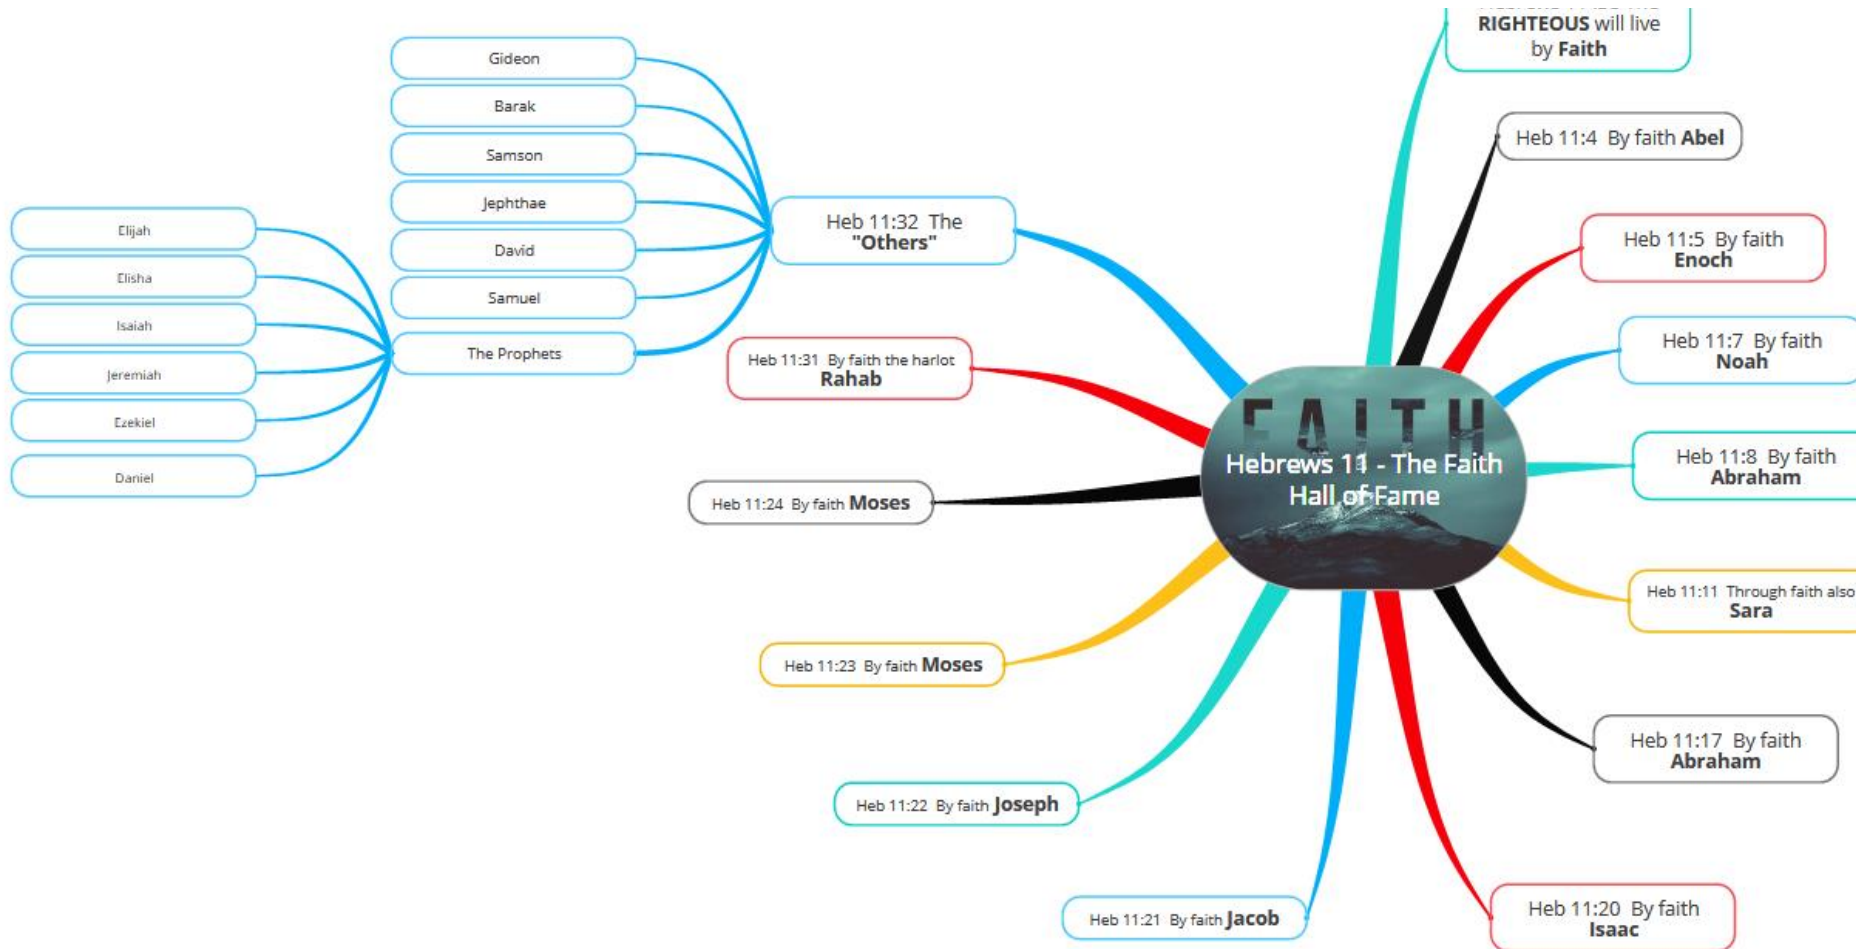 RIGHTEOUS will live
by Faith
Heb 11:4 By faith Abel
Heb 11:5 By faith
Enoch
Heb 11:7 By faith
Noah
Heb 11:8 By faith
Abraham
Heb 11:11 Through faith also
Sara
Heb 11:17 By faith
Abraham
Heb 11:20 By faith
Isaac
Heb 11:21 By faith Jacob
Heb 11:22 By faith Joseph
Heb 11:23 By faith Moses
Heb 11:24 By faith Moses
Heb 11:31 By faith the harlot
Rahab
Heb 11:32 The
"Others"
Gideon
Barak
Samson
Jephthae
David
Samuel
The Prophets
Elijah
Elisha
Isaiah
Jeremiah
Ezekiel
Daniel
FAITH
Hebrews 11 - The Faith
Hall of Fame